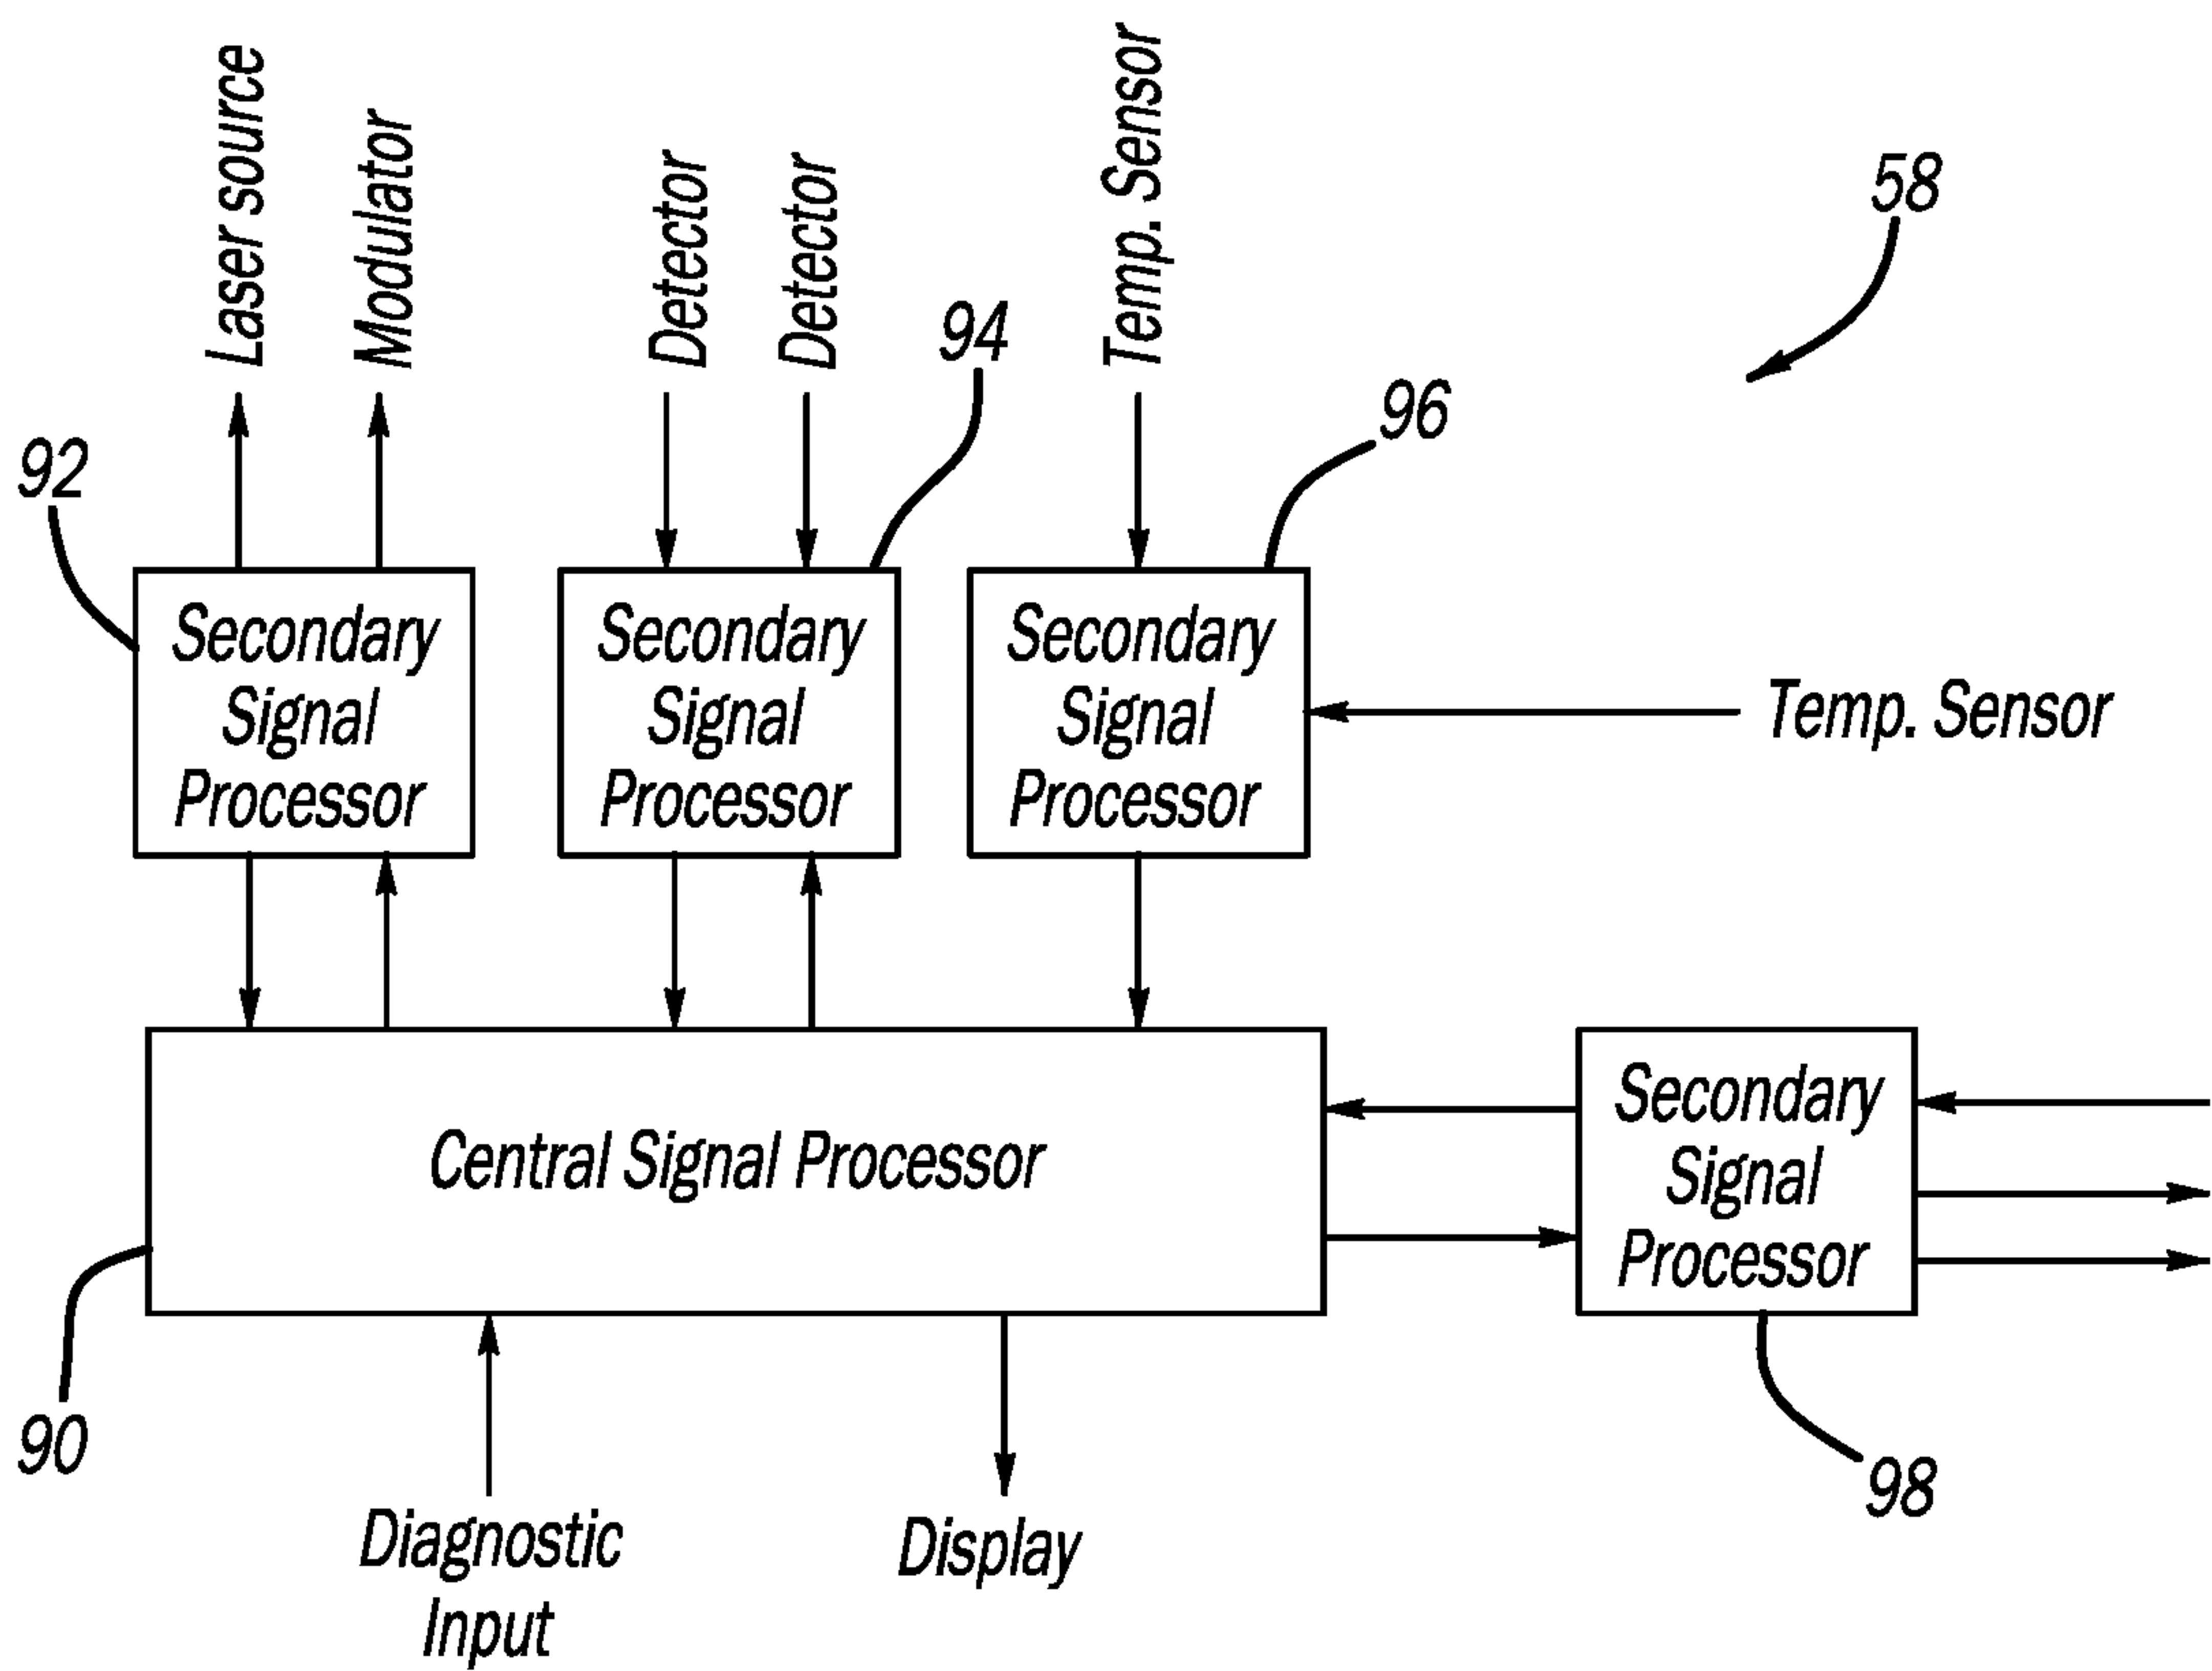 Laser source
Modulator
Detector
Detector
Temp. Sensor
58
94
96
92
Secondary
Signal
Processor
Secondary
Signal
Processor
Secondary
Signal
Processor
Temp. Sensor
Central Signal Processor
Secondary
Signal
Processor
90
98
Diagnostic
Input
Display